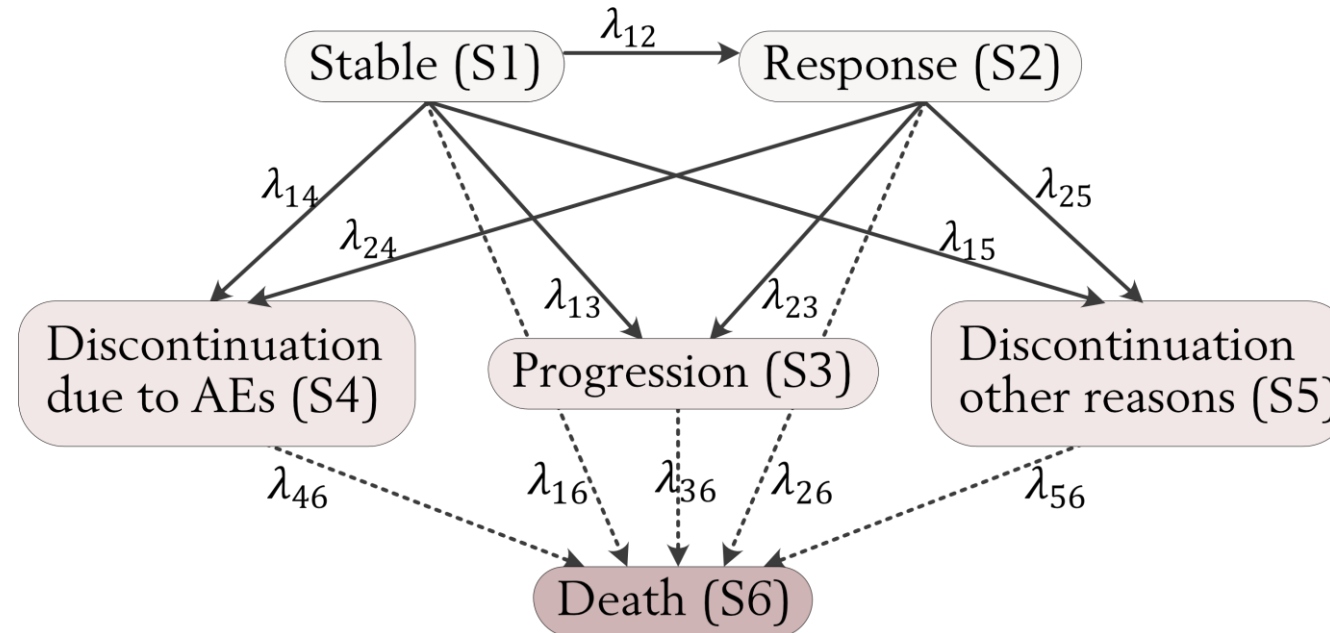 λ12
Stable (S1)
Response (S2)
λ14
λ24
λ15
λ25
λ13
λ23
Discontinuation
due to AEs (S4)
Progression (S3)
Discontinuation
other reasons (S5)
λ46
λ16
λ36
λ26
λ56
Death (S6)